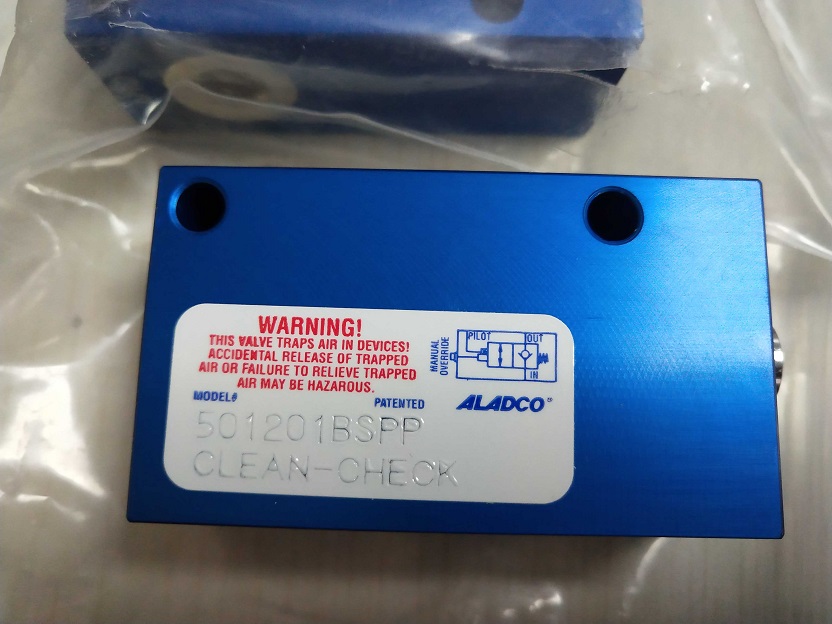 WARNING!
THIS VALVE TRAPS AIR IN DEVICES!
ACCIDENTAL RELEASE OF TRAPPED
AIR OR FAILURE TO RELIEVE TRAPPED
AIR MAY BE HAZARDOUS.
MANUAL
OVERRIDE
PILOT
OUT
IN
MODEL#
PATENTED
ALADCO®
501201BSPP
CLEAN-CHECK